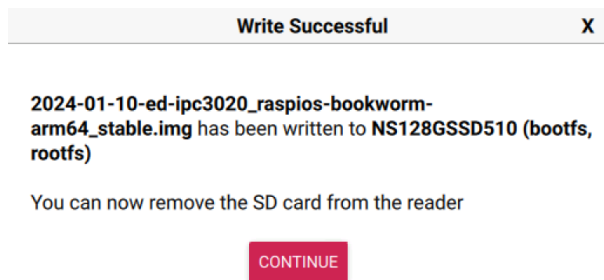 Write Successful X
2024-01-10-ed-ipc3020_raspios-bookworm-
arm64_stable.img has been written to NS128GSSD510 (bootfs,
rootfs)
You can now remove the SD card from the reader
CONTINUE